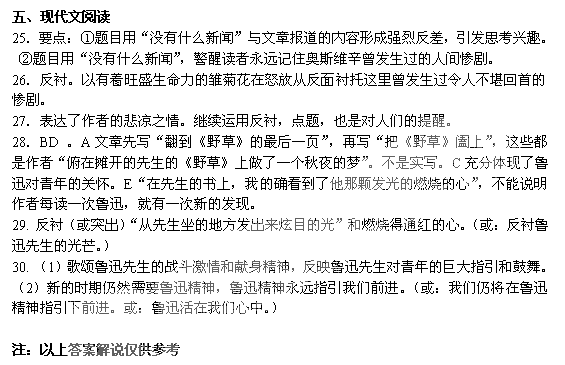 五、现代文阅读
25．要点：①题目用“没有什么新闻”与文章报道的内容形成强烈反差，引发思考兴趣。
②题目用“没有什么新闻”，警醒读者永远记住奥斯维辛曾发生过的人间惨剧。
26．反衬。以有着旺盛生命力的雏菊花在怒放从反面衬托这里曾发生过令人不堪回首的
惨剧。
27．表达了作者的悲凉之情。继续运用反衬，点题，也是对人们的提醒。
28．BD 。A 文章先写“翻到《野草》的最后一页”，再写“把《野草》阖上”，这些都
是作者“俯在摊开的先生的《野草》上做了一个秋夜的梦”。不是实写。C 充分体现了鲁
迅对青年的关怀。E“在先生的书上，我的确看到了他那颗发光的燃烧的心”，不能说明
作者每读一次鲁迅，就有一次新的发现。
29. 反衬（或突出）“从先生坐的地方发出来炫目的光”和燃烧得通红的心。（或：反衬鲁
迅先生的光芒。）
30. （1）歌颂鲁迅先生的战斗激情和献身精神，反映鲁迅先生对青年的巨大指引和鼓舞。
（2）新的时期仍然需要鲁迅精神，鲁迅精神永远指引我们前进。（或：我们仍将在鲁迅
精神指引下前进。或：鲁迅活在我们心中。）
注：以上答案解说仅供参考